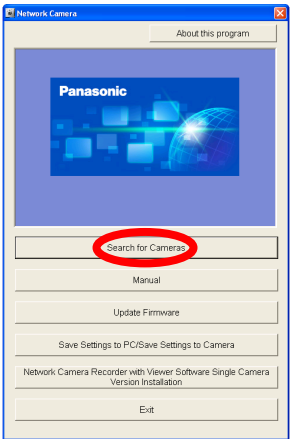 Network Camera
About this program
Panasonic
Search for Cameras
Manual
Update Firmware
Save Settings to PC/Save Settings to Camera
Network Camera Recorder with Viewer Software Single Camera
Version Installation
Exit